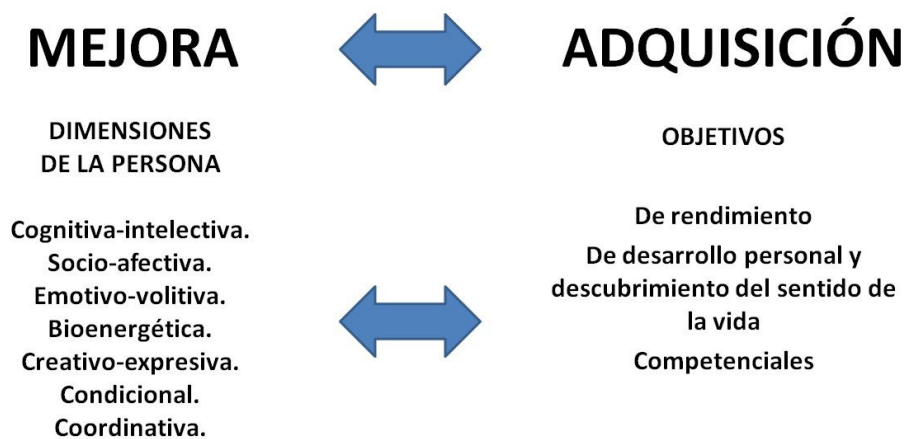 MEJORA
DIMENSIONES
DE LA PERSONA
Cognitiva-intelectiva.
Socio-afectiva.
Emotivo-volitiva.
Bioenergética.
Creativo-expresiva.
Condicional.
Coordinativa.
ADQUISICIÓN
OBJETIVOS
De rendimiento
De desarrollo personal y
descubrimiento del sentido de
la vida
Competenciales